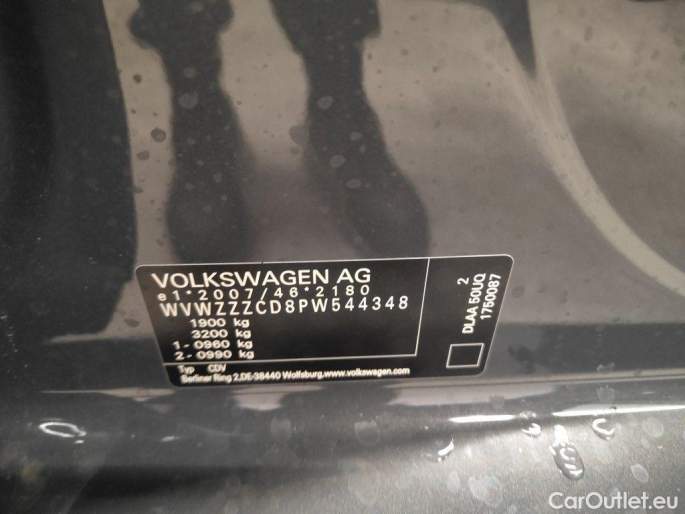 VOLKSWAGEN AG
e1*2007/46*2180
WVWZZZCD8PW544348
1900 kg
3200 kg
1 - 0960 kg
2 - 0990 kg
Typ CDV
Berliner Ring 2,DE-38440 Wolfsburg,www.volkswagen.com
2
DLAA 50UQ
1750087
CarOutlet.eu